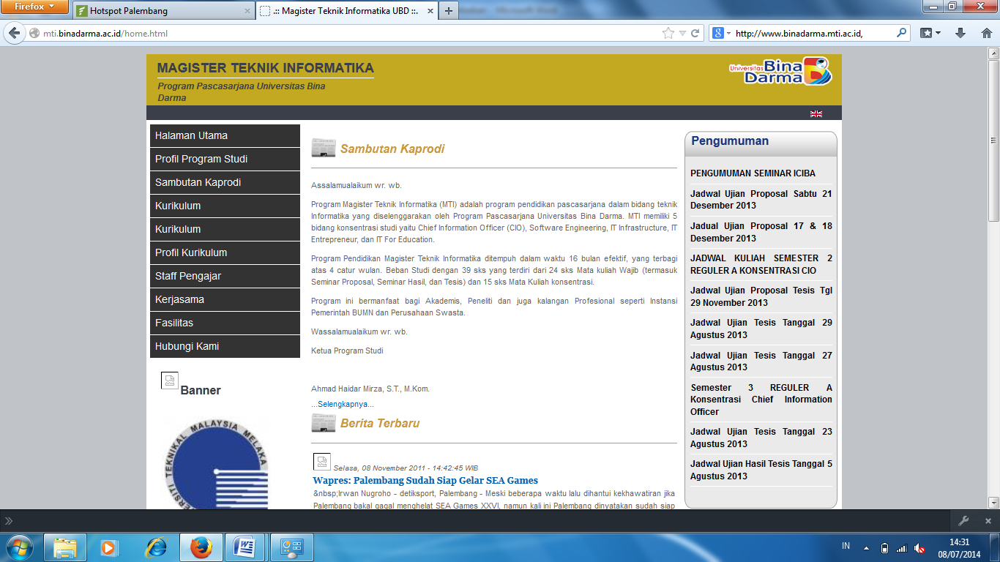 Firefox
Hotspot Palembang
.:: Magister Teknik Informatika UBD ::.
mti.binadarma.ac.id/home.html
http://www.binadarma.mti.ac.id,
MAGISTER TEKNIK INFORMATIKA
Program Pascasarjana Universitas Bina
Darma
Universitas Bina
Darma
Halaman Utama
Profil Program Studi
Sambutan Kaprodi
Kurikulum
Kurikulum
Profil Kurikulum
Staff Pengajar
Kerjasama
Fasilitas
Hubungi Kami
Banner
UNIVERSITI TEKNIKAL MALAYSIA MELAKA
Sambutan Kaprodi
Assalamualaikum wr. wb.
Program Magister Teknik Informatika (MTI) adalah program pendidikan pascasarjana dalam bidang teknik
Informatika yang diselenggarakan oleh Program Pascasarjana Universitas Bina Darma. MTI memiliki 5
bidang konsentrasi studi yaitu Chief Information Officer (CIO), Software Engineering, IT Infrastructure, IT
Entrepreneur, dan IT For Education.
Program Pendidikan Magister Teknik Informatika ditempuh dalam waktu 16 bulan efektif, yang terbagi
atas 4 catur wulan. Beban Studi dengan 39 sks yang terdiri dari 24 sks Mata kuliah Wajib (termasuk
Seminar Proposal, Seminar Hasil, dan Tesis) dan 15 sks Mata Kuliah konsentrasi.
Program ini bermanfaat bagi Akademis, Peneliti dan juga kalangan Profesional seperti Instansi
Pemerintah BUMN dan Perusahaan Swasta.
Wassalamualaikum wr. wb.
Ketua Program Studi
Ahmad Haidar Mirza, S.T., M.Kom.
...Selengkapnya...
Berita Terbaru
Selasa, 08 November 2011 - 14:42:45 WIB
Wapres: Palembang Sudah Siap Gelar SEA Games
&nbsp;Irwan Nugroho - detiksport, Palembang - Meski beberapa waktu lalu dihantui kekhawatiran jika
Palembang bakal gagal menghelat SEA Games XXVI, namun kali ini Palembang dinyatakan sudah siap
Pengumuman
PENGUMUMAN SEMINAR ICIBA
Jadwal Ujian Proposal Sabtu 21
Desember 2013
Jadual Ujian Proposal 17 & 18
Desember 2013
JADWAL KULIAH SEMESTER 2
REGULER A KONSENTRASI CIO
Jadwal Ujian Proposal Tesis Tgl
29 November 2013
Jadwal Ujian Tesis Tanggal 29
Agustus 2013
Jadwal Ujian Tesis Tanggal 27
Agustus 2013
Semester 3 REGULER A
Konsentrasi Chief Information
Officer
Jadwal Ujian Tesis Tanggal 23
Agustus 2013
Jadwal Ujian Hasil Tesis Tanggal 5
Agustus 2013
IN
14:31
08/07/2014